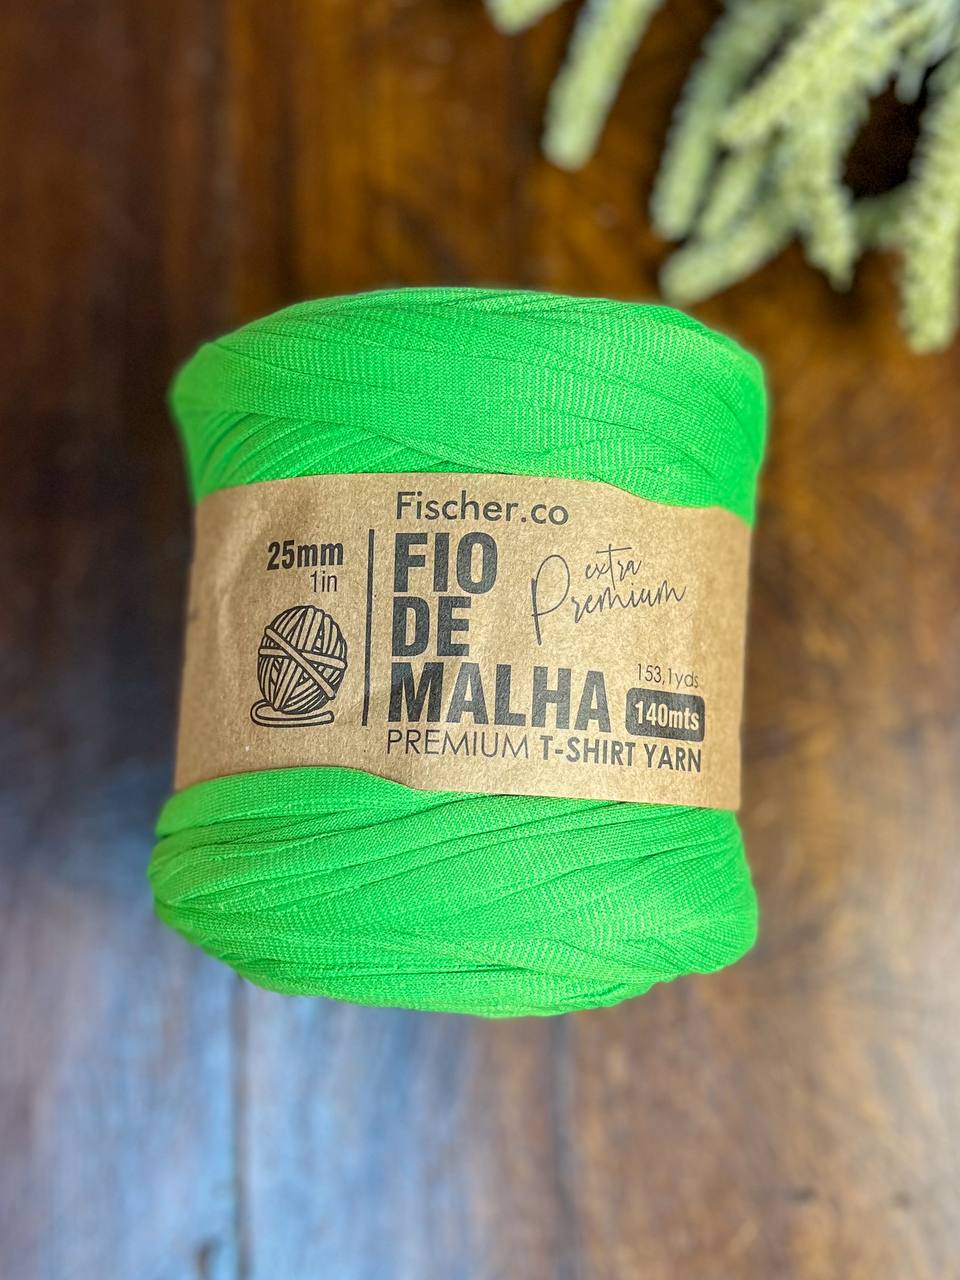 Fischer.co
25mm
1in
FIO
DE
MALHA
extra
Premium
153,1yds
140mts
PREMIUM T-SHIRT YARN